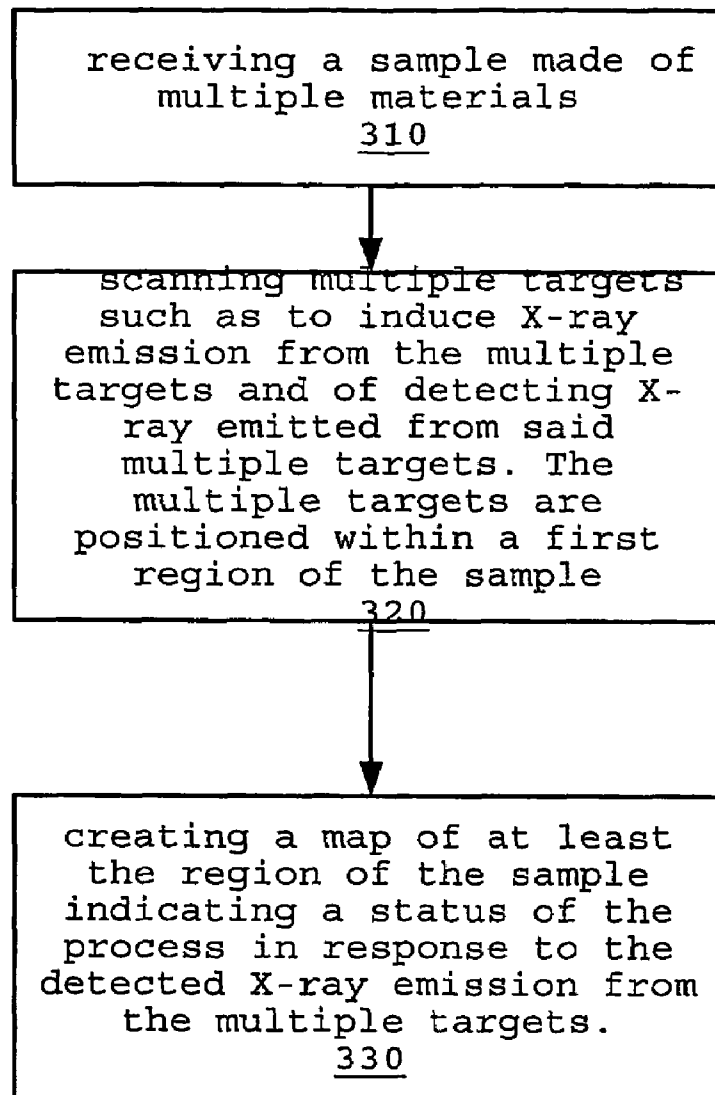 receiving a sample made of
multiple materials
310
scanning multiple targets
such as to induce X-ray
emission from the multiple
targets and of detecting X-
ray emitted from said
multiple targets. The
multiple targets are
positioned within a first
region of the sample
320
creating a map of at least
the region of the sample
indicating a status of the
process in response to the
detected X-ray emission from
the multiple targets.
330